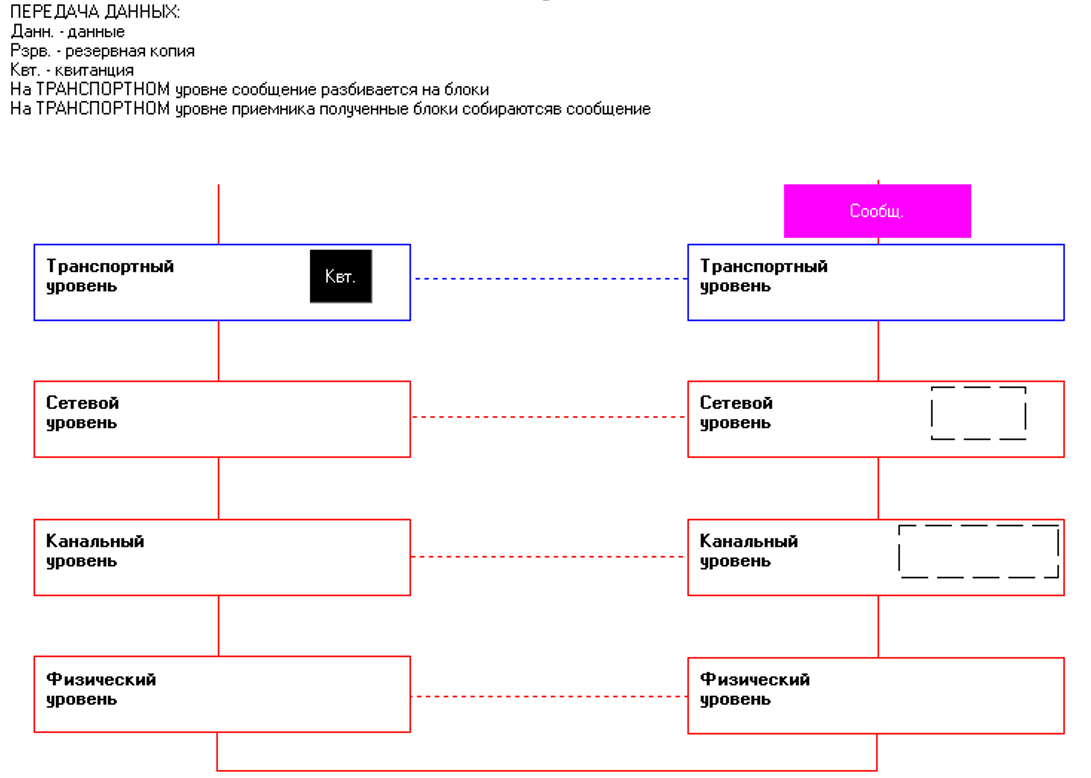 ПЕРЕДАЧА ДАННЫХ:
Данн. - данные
Рзрв. - резервная копия
Квт. - квитанция
На ТРАНСПОРТНОМ уровне сообщение разбивается на блоки
На ТРАНСПОРТНОМ уровне приемника полученные блоки собираютсяв сообщение
Сообщ.
Транспортный
уровень
Квт.
Транспортный
уровень
Сетевой
уровень
Сетевой
уровень
Канальный
уровень
Канальный
уровень
Физический
уровень
Физический
уровень